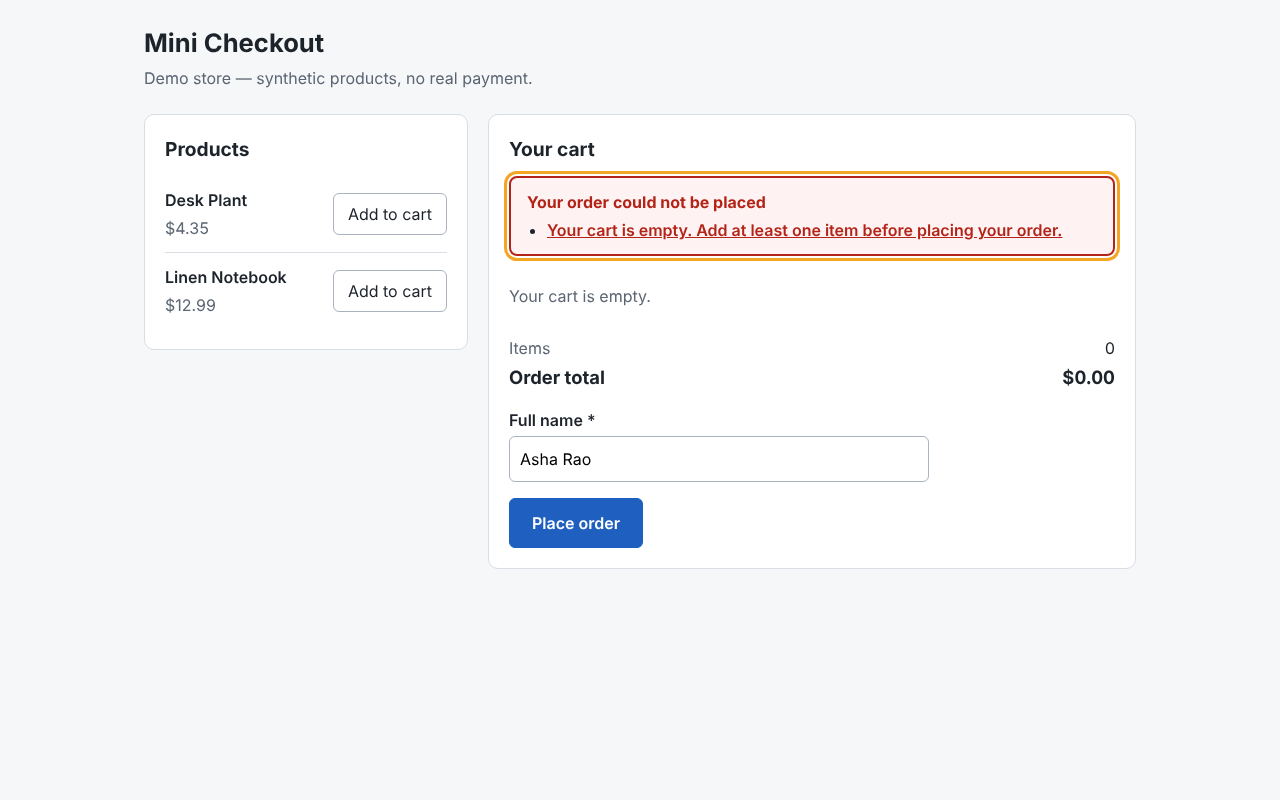 Mini Checkout
Demo store — synthetic products, no real payment.
Products
Desk Plant
$4.35
Add to cart
Linen Notebook
$12.99
Add to cart
Your cart
Your order could not be placed
Your cart is empty. Add at least one item before placing your order.
Your cart is empty.
Items 0
Order total $0.00
Full name *
Asha Rao
Place order